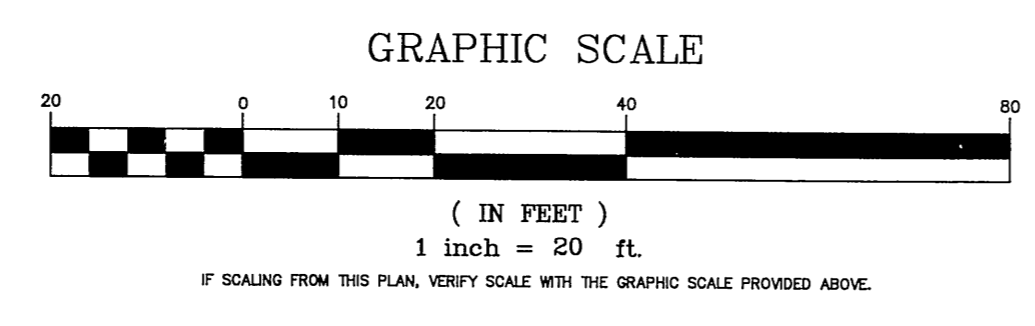 GRAPHIC SCALE
20 0 10 20 40 80
( IN FEET )
1 inch = 20 ft.
IF SCALING FROM THIS PLAN, VERIFY SCALE WITH THE GRAPHIC SCALE PROVIDED ABOVE.